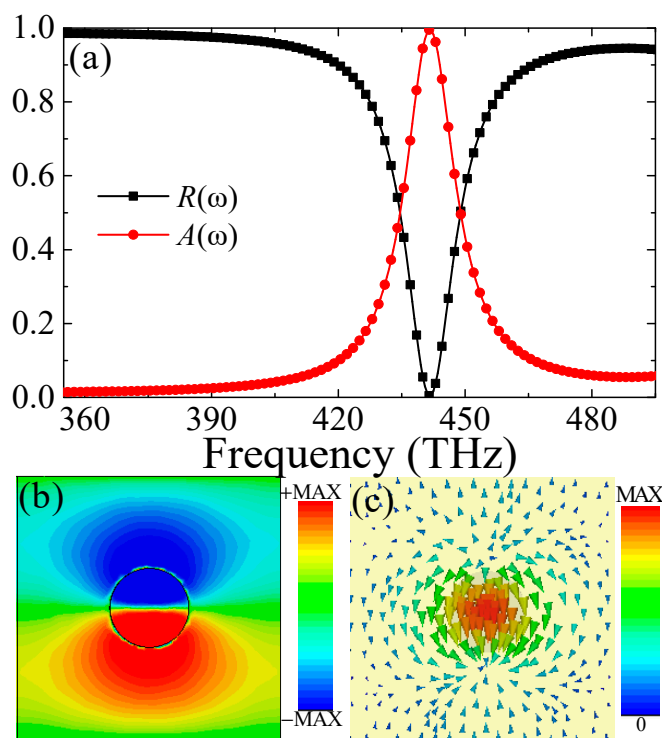 1.0
(a)
0.8
0.6
R(ω)
A(ω)
0.4
0.2
0.0
360 390 420 450 480
Frequency (THz)
(b) +MAX
−MAX
(c) MAX
0